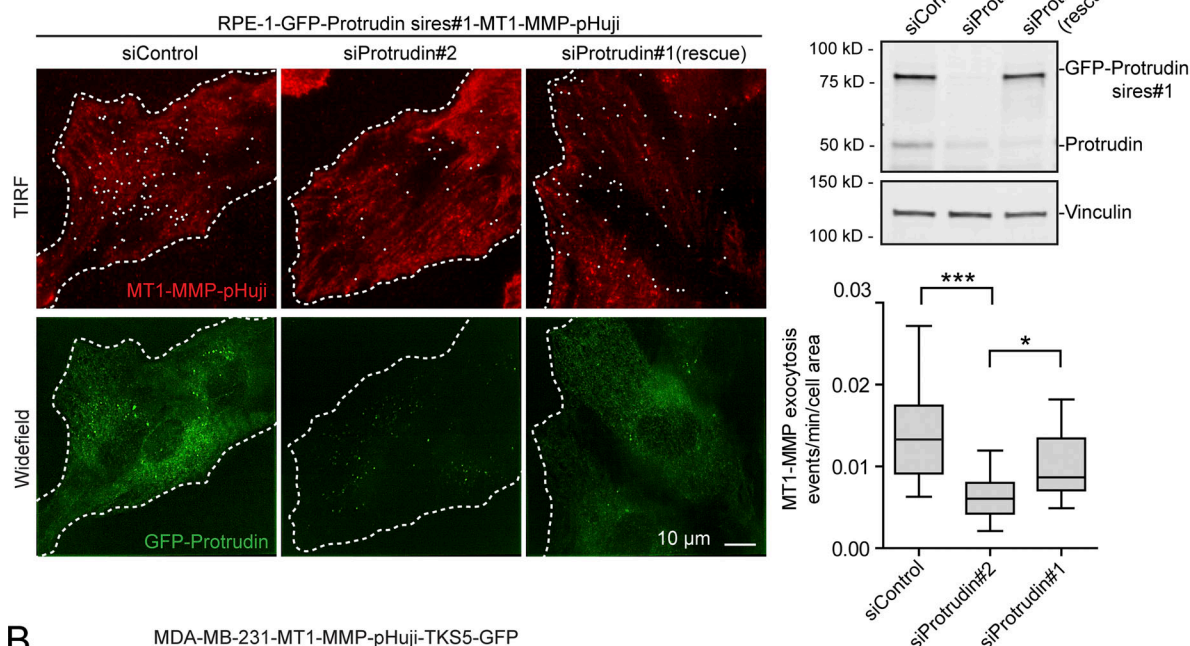 RPE-1-GFP-Protrudin sires#1-MT1-MMP-pHuji
siControl
siProtrudin#2
siProtrudin#1(rescue)
TIRF
MT1-MMP-pHuji
Widefield
GFP-Protrudin
10 µm
(rescue)
100 kD -
75 kD -
50 kD -
-GFP-Protrudin
sires#1
-Protrudin
150 kD -
100 kD -
-Vinculin
MT1-MMP exocytosis
events/min/cell area
0.03
0.02
0.01
0.00
***
*
siControl
siProtrudin#2
siProtrudin#1
B
MDA-MB-231-MT1-MMP-pHuji-TKS5-GFP